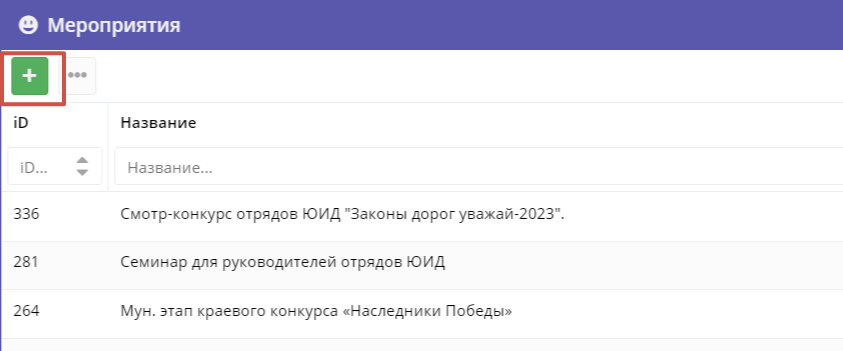 Мероприятия
iD Название
iD... Название...
336 Смотр-конкурс отрядов ЮИД "Законы дорог уважай-2023".
281 Семинар для руководителей отрядов ЮИД
264 Мун. этап краевого конкурса «Наследники Победы»